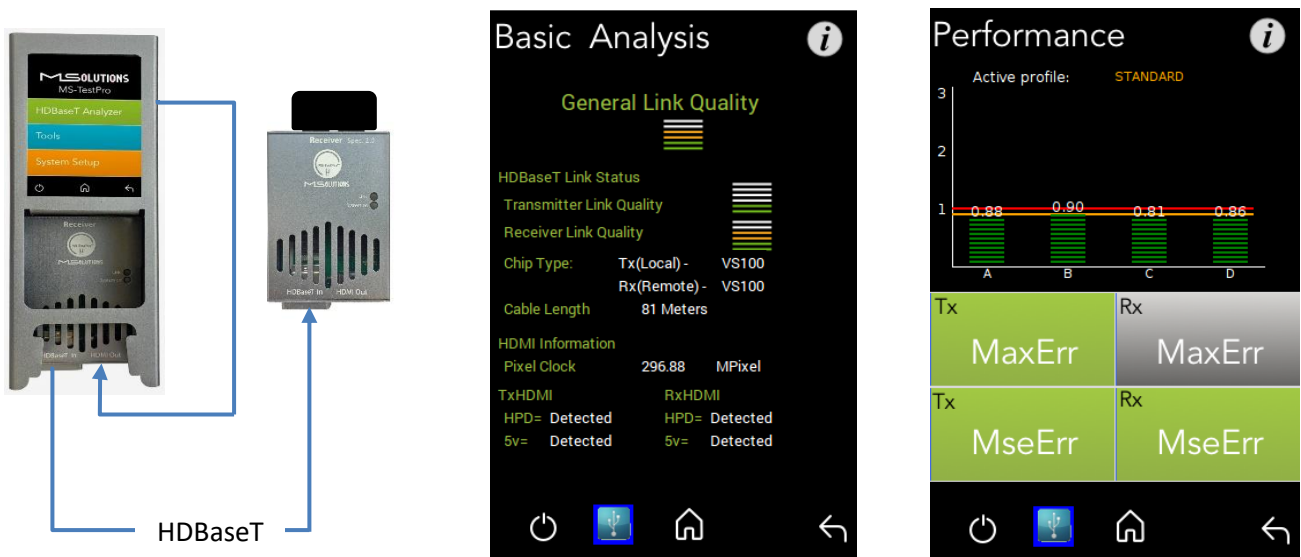 MSOLUTIONS
MS-TestPro
HDBaseT Analyzer
Tools
System Setup
Receiver
MSOLUTIONS
HDBaseT In HDMI Out
Receiver Spec 2.0
MSOLUTIONS
HDBaseT In HDMI Out
HDBaseT
Basic Analysis
i
General Link Quality
HDBaseT Link Status
Transmitter Link Quality
Receiver Link Quality
Chip Type: Tx(Local) - VS100
Rx(Remote) - VS100
Cable Length 81 Meters
HDMI Information
Pixel Clock 296.88 MPixel
TxHDMI RxHDMI
HPD= Detected HPD= Detected
5v= Detected 5v= Detected
Performance
i
Active profile: STANDARD
3
2
1
0.88 0.90 0.81 0.86
A B C D
Tx Rx
MaxErr MaxErr
Tx Rx
MseErr MseErr